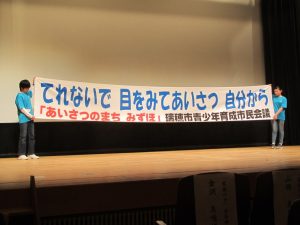 てれないで 目をみてあいさつ 自分から
「あいさつのまち みずほ」瑞穂市青少年育成市民会議